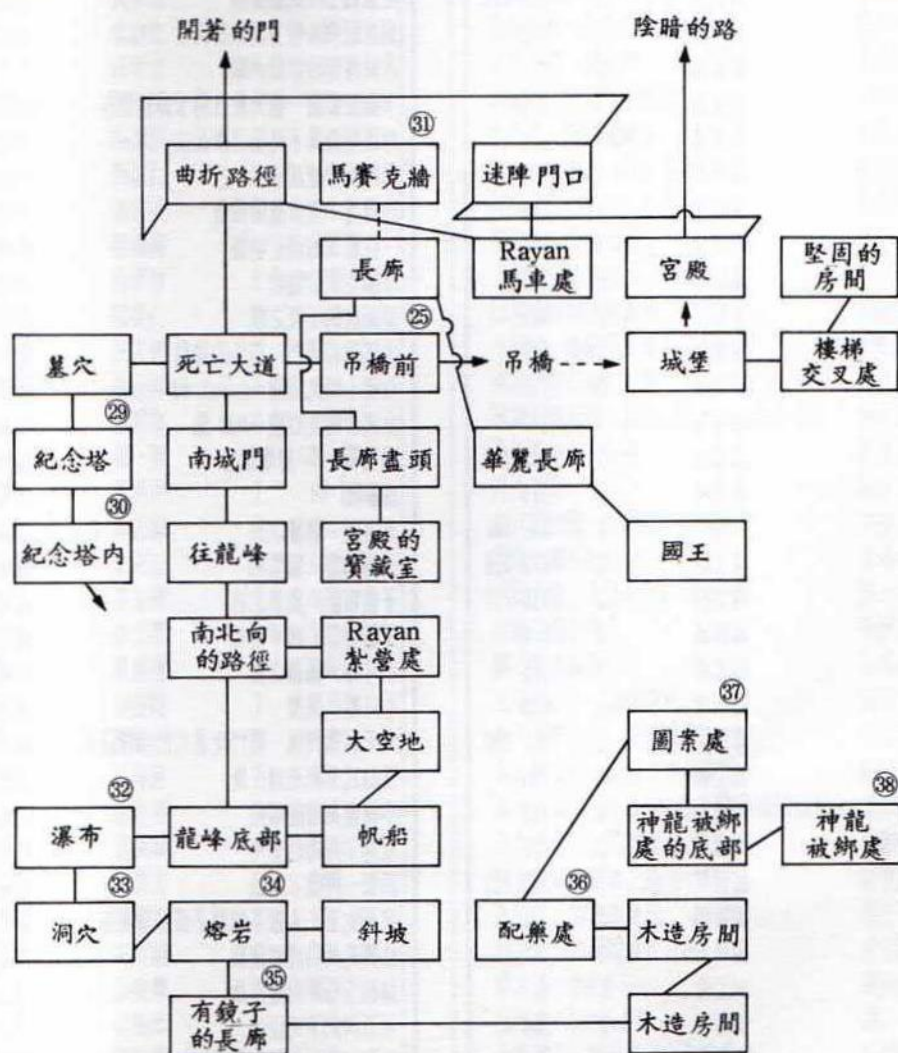 開著的門
陰暗的路
㉛
曲折路徑
馬賽克牆
迷陣門口
長廊
Rayan
馬車處
宮殿
堅固的
房間
㉕
墓穴
死亡大道
吊橋前
吊橋
城堡
樓梯
交叉處
㉙
紀念塔
南城門
長廊盡頭
華麗長廊
㉚
紀念塔內
往龍峰
宮殿的
寶藏室
國王
南北向
的路徑
Rayan
紮營處
㊲
大空地
圖案處
㉜
㊳
瀑布
龍峰底部
帆船
神龍被綁
處的底部
神龍
被綁處
㉝
㉞
㊱
洞穴
熔岩
斜坡
配藥處
木造房間
㉟
有鏡子
的長廊
木造房間